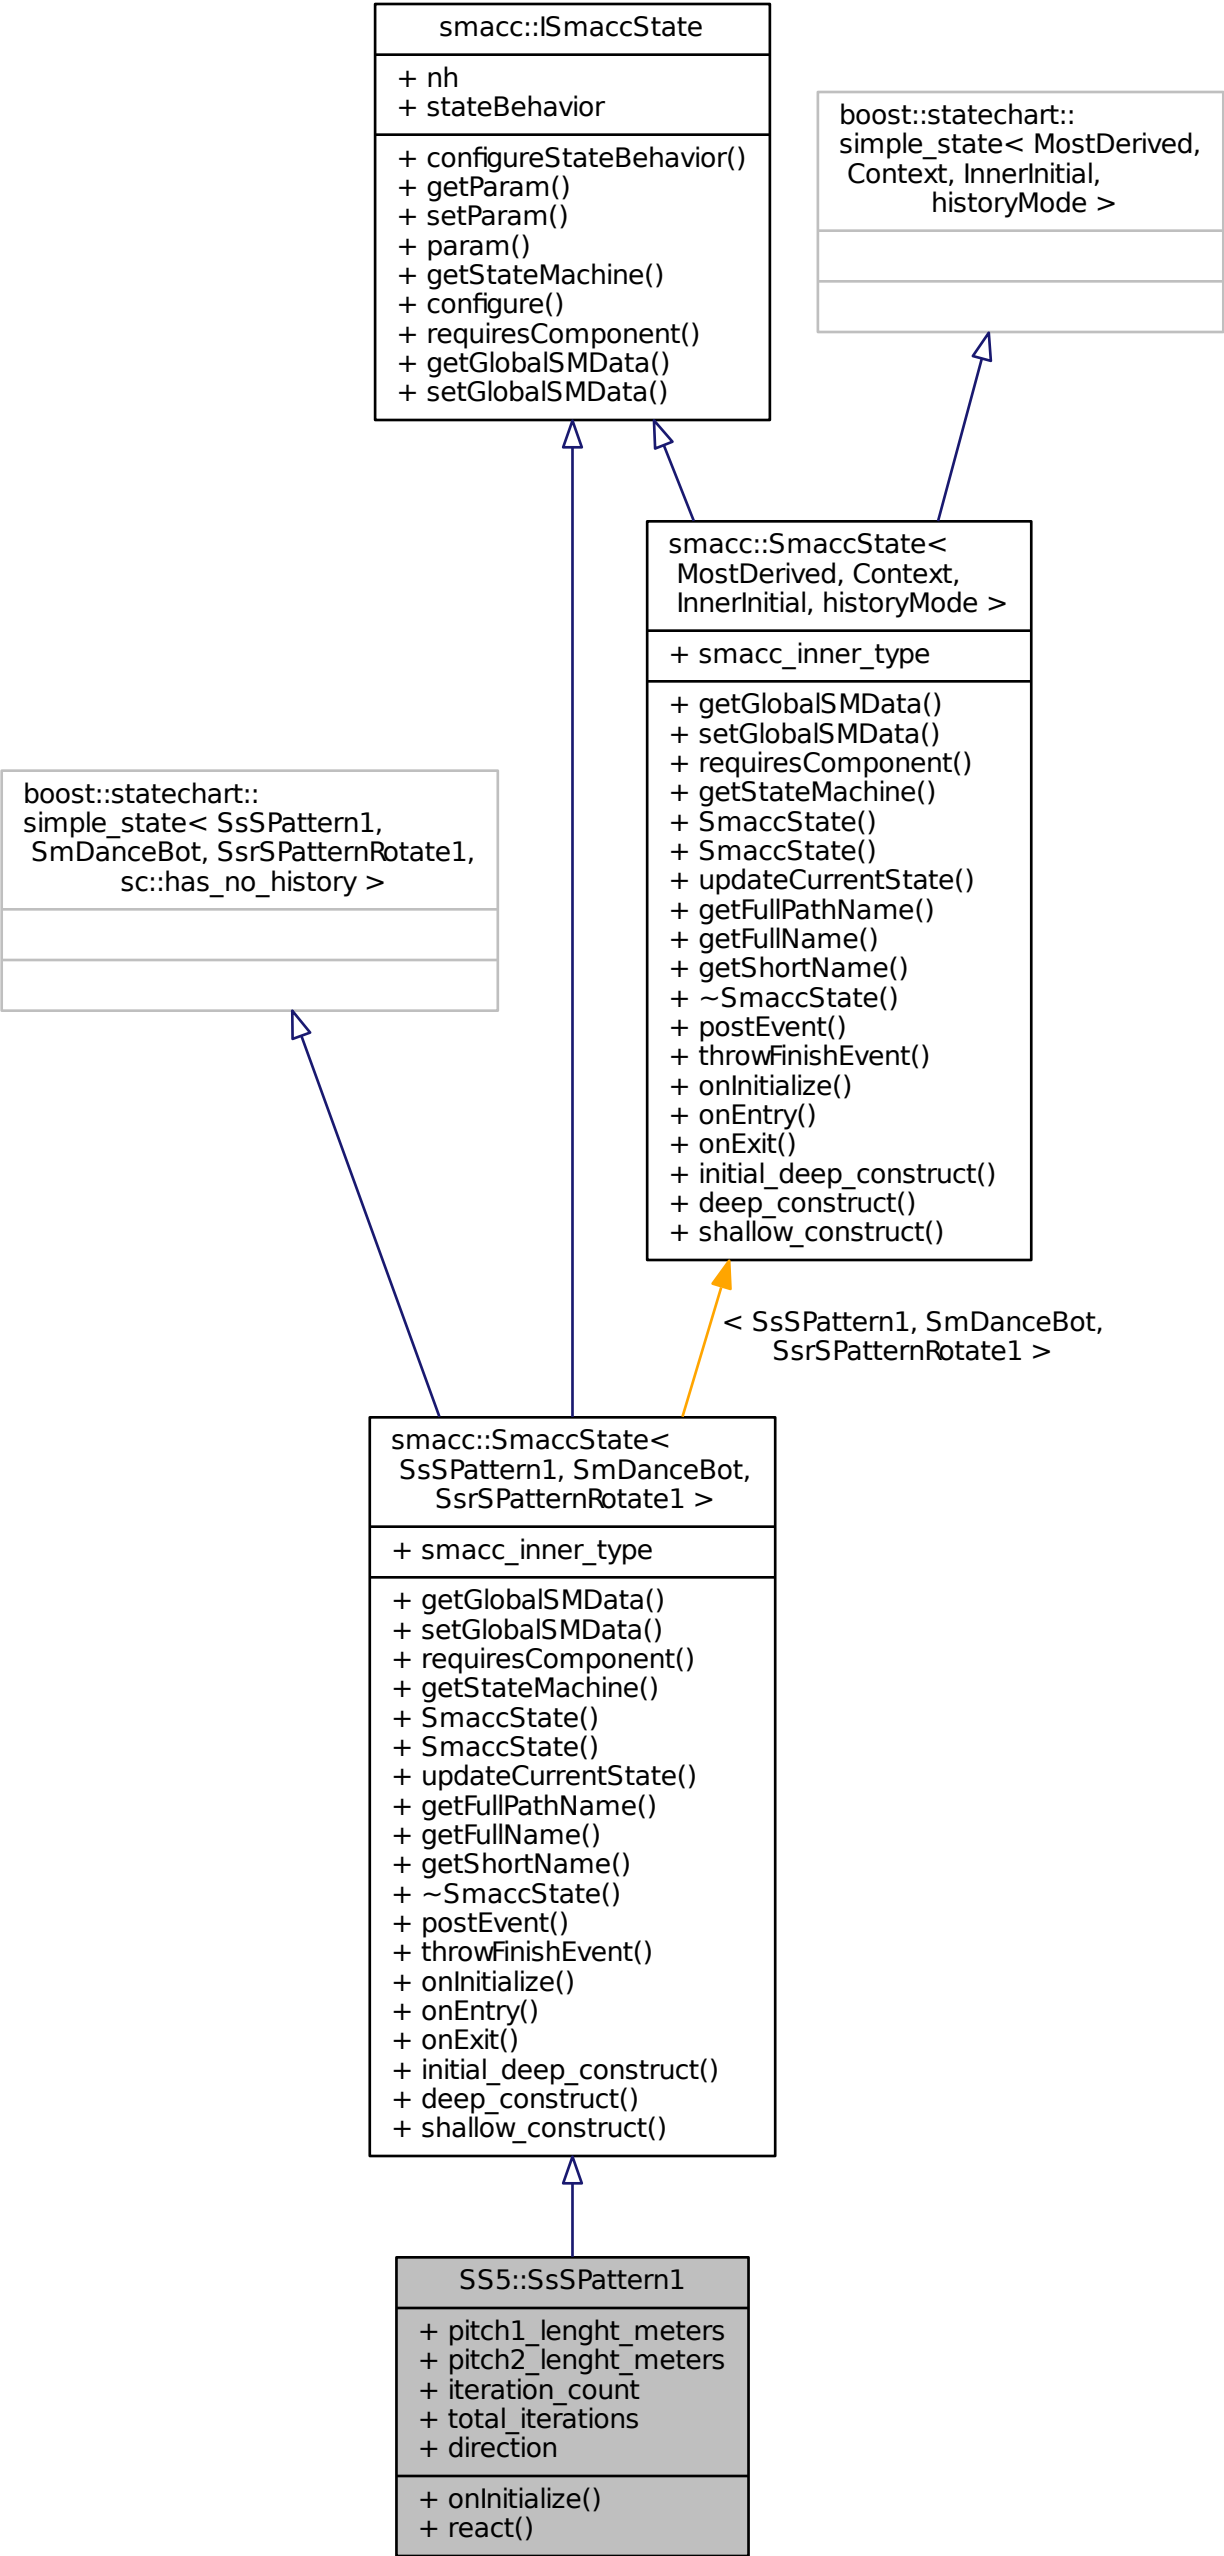 smacc::ISmaccState
+ nh
+ stateBehavior
+ configureStateBehavior()
+ getParam()
+ setParam()
+ param()
+ getStateMachine()
+ configure()
+ requiresComponent()
+ getGlobalSMData()
+ setGlobalSMData()
boost::statechart::
simple_state< MostDerived,
Context, InnerInitial,
historyMode >
smacc::SmaccState<
MostDerived, Context,
InnerInitial, historyMode >
+ smacc_inner_type
+ getGlobalSMData()
+ setGlobalSMData()
+ requiresComponent()
+ getStateMachine()
+ SmaccState()
+ SmaccState()
+ updateCurrentState()
+ getFullPathName()
+ getFullName()
+ getShortName()
+ ~SmaccState()
+ postEvent()
+ throwFinishEvent()
+ onInitialize()
+ onEntry()
+ onExit()
+ initial_deep_construct()
+ deep_construct()
+ shallow_construct()
boost::statechart::
simple_state< SsSPattern1,
SmDanceBot, SsrSPatternRotate1,
sc::has_no_history >
< SsSPattern1, SmDanceBot,
SsrSPatternRotate1 >
smacc::SmaccState<
SsSPattern1, SmDanceBot,
SsrSPatternRotate1 >
+ smacc_inner_type
+ getGlobalSMData()
+ setGlobalSMData()
+ requiresComponent()
+ getStateMachine()
+ SmaccState()
+ SmaccState()
+ updateCurrentState()
+ getFullPathName()
+ getFullName()
+ getShortName()
+ ~SmaccState()
+ postEvent()
+ throwFinishEvent()
+ onInitialize()
+ onEntry()
+ onExit()
+ initial_deep_construct()
+ deep_construct()
+ shallow_construct()
SS5::SsSPattern1
+ pitch1_lenght_meters
+ pitch2_lenght_meters
+ iteration_count
+ total_iterations
+ direction
+ onInitialize()
+ react()